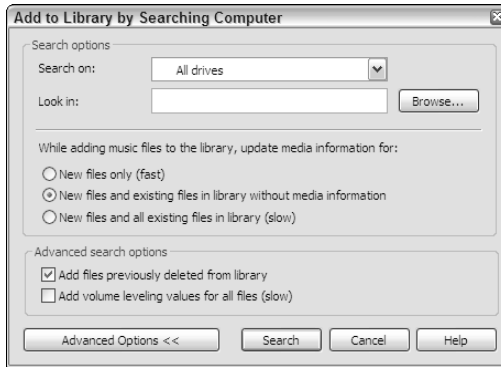 Add to Library by Searching Computer
Search options
Search on: All drives
Look in: Browse...
While adding music files to the library, update media information for:
New files only (fast)
New files and existing files in library without media information
New files and all existing files in library (slow)
Advanced search options
Add files previously deleted from library
Add volume leveling values for all files (slow)
Advanced Options << Search Cancel Help